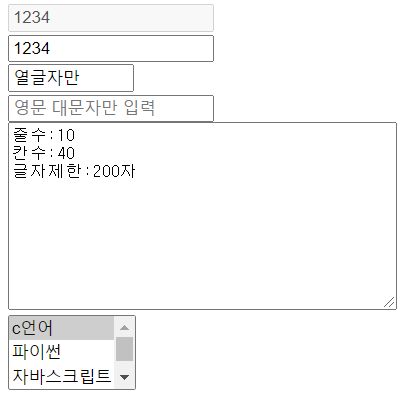 1234
1234
열글자만
영문 대문자만 입력
줄수:10
칸수:40
글자제한:200자
c언어
파이썬
자바스크립트